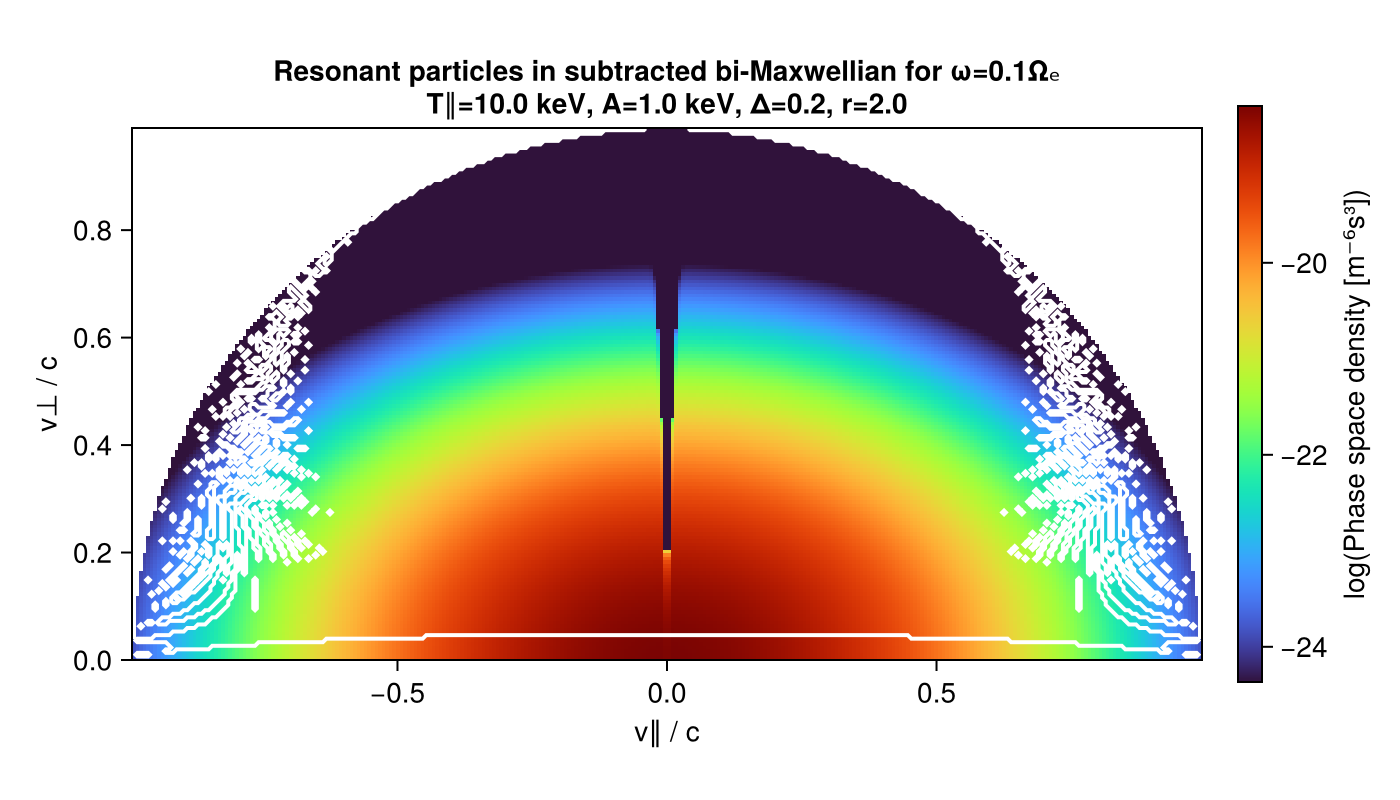 Resonant particles in subtracted bi-Maxwellian for ω=0.1Ωₑ
T∥=10.0 keV, A=1.0 keV, Δ=0.2, r=2.0
0.8
0.6
0.4
0.2
0.0
v⊥ / c
−0.5
0.0
0.5
v∥ / c
−20
−22
−24
log(Phase space density [m⁻⁶s³])